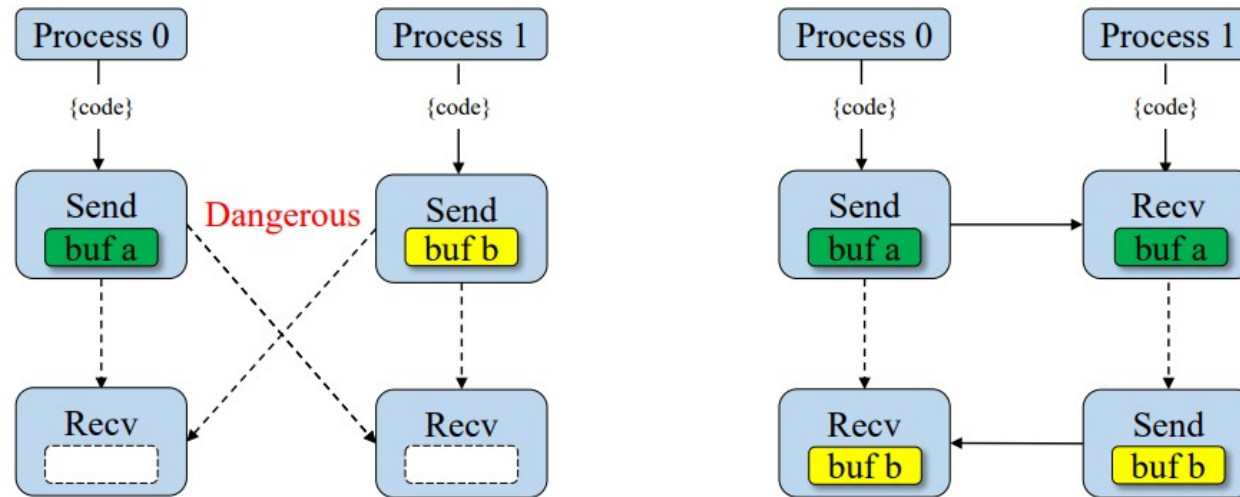 Process 0
Process 1
{code}
{code}
Send
buf a
Dangerous
Send
buf b
Recv
Recv
Process 0
Process 1
{code}
{code}
Send
buf a
Recv
buf a
Recv
buf b
Send
buf b